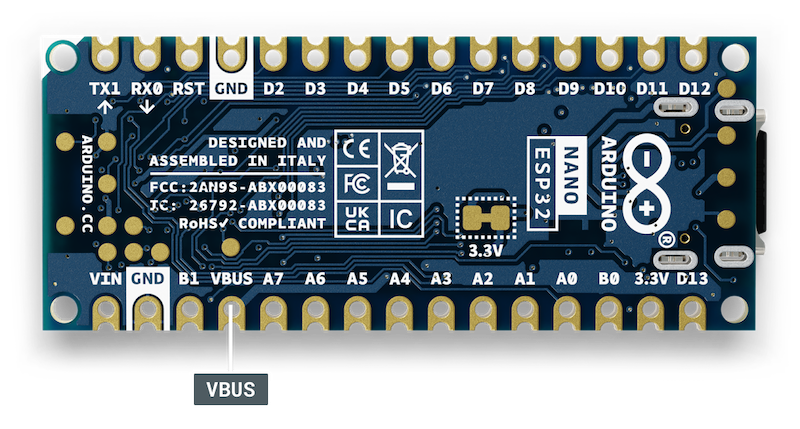 TX1 RX0 RST GND D2 D3 D4 D5 D6 D7 D8 D9 D10 D11 D12
ARDUINO.CC
DESIGNED AND
ASSEMBLED IN ITALY
FCC:2AN9S-ABX00083
IC: 26792-ABX00083
RoHS✓ COMPLIANT
CE
FC
UK
CA
IC
3.3V
NANO
ESP32
ARDUINO
®
VIN GND B1 VBUS A7 A6 A5 A4 A3 A2 A1 A0 B0 3.3V D13
VBUS